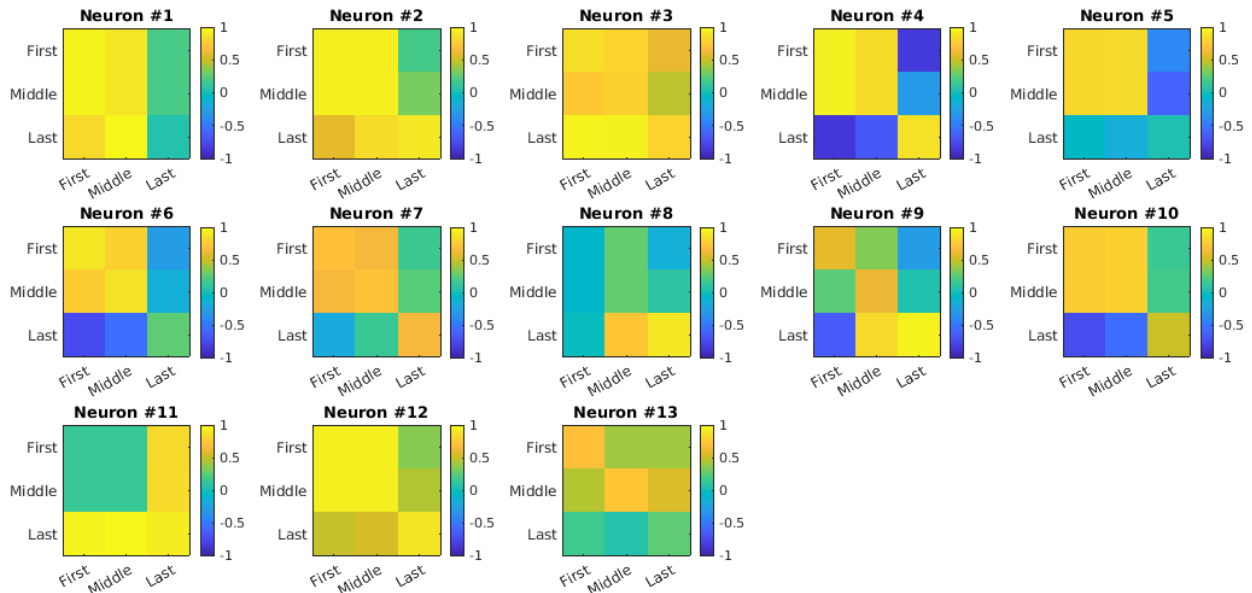 Neuron #1
First
Middle
Last
First
Middle
Last
1
0.5
0
-0.5
-1
Neuron #2
First
Middle
Last
First
Middle
Last
1
0.5
0
-0.5
-1
Neuron #3
First
Middle
Last
First
Middle
Last
1
0.5
0
-0.5
-1
Neuron #4
First
Middle
Last
First
Middle
Last
1
0.5
0
-0.5
-1
Neuron #5
First
Middle
Last
First
Middle
Last
1
0.5
0
-0.5
-1
Neuron #6
First
Middle
Last
First
Middle
Last
1
0.5
0
-0.5
-1
Neuron #7
First
Middle
Last
First
Middle
Last
1
0.5
0
-0.5
-1
Neuron #8
First
Middle
Last
First
Middle
Last
1
0.5
0
-0.5
-1
Neuron #9
First
Middle
Last
First
Middle
Last
1
0.5
0
-0.5
-1
Neuron #10
First
Middle
Last
First
Middle
Last
1
0.5
0
-0.5
-1
Neuron #11
First
Middle
Last
First
Middle
Last
1
0.5
0
-0.5
-1
Neuron #12
First
Middle
Last
First
Middle
Last
1
0.5
0
-0.5
-1
Neuron #13
First
Middle
Last
First
Middle
Last
1
0.5
0
-0.5
-1